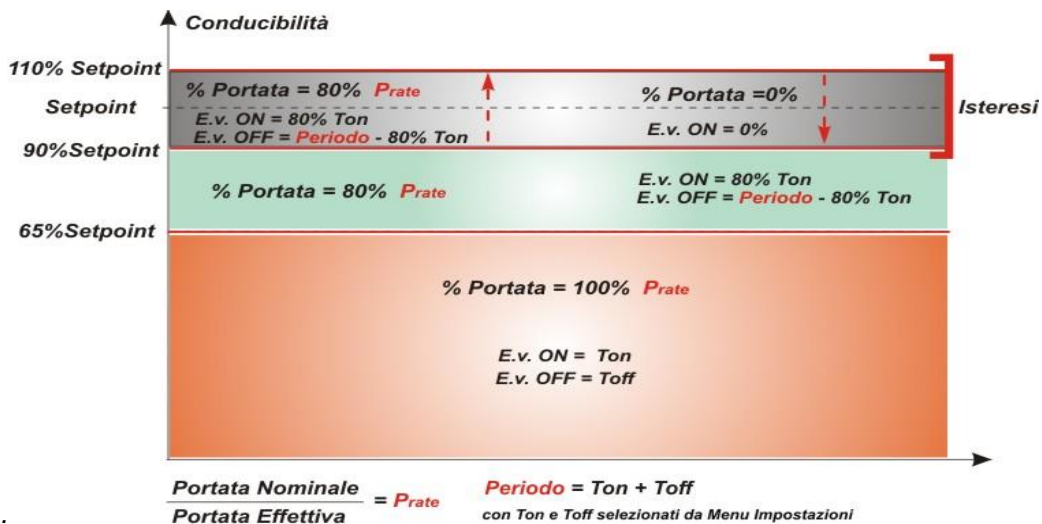 Conducibilità
110% Setpoint
% Portata = 80% Prate
% Portata =0%
Setpoint
Isteresi
E.v. ON = 80% Ton
E.v. ON = 0%
E.v. OFF = Periodo - 80% Ton
90%Setpoint
% Portata = 80% Prate
E.v. ON = 80% Ton
E.v. OFF = Periodo - 80% Ton
65%Setpoint
% Portata = 100% Prate
E.v. ON = Ton
E.v. OFF = Toff
Portata Nominale
= Prate
Portata Effettiva
Periodo = Ton + Toff
con Ton e Toff selezionati da Menu Impostazioni
.